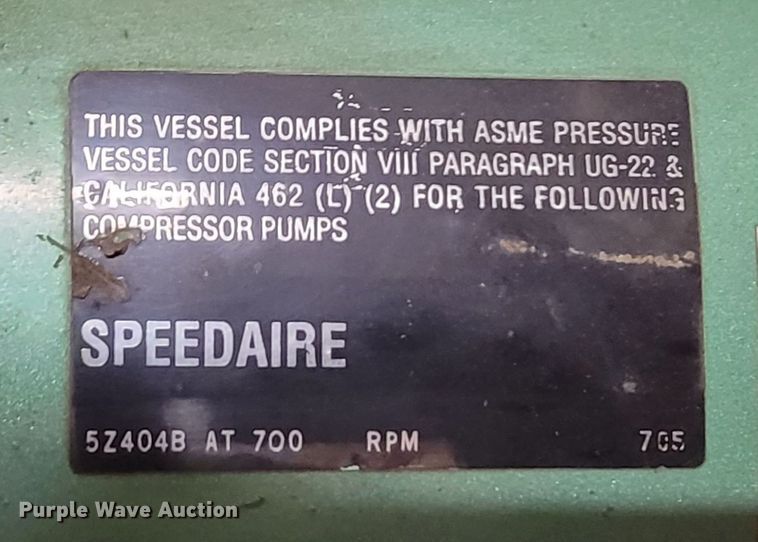 THIS VESSEL COMPLIES WITH ASME PRESSURE
VESSEL CODE SECTION VIII PARAGRAPH UG-22 &
CALIFORNIA 462 (L) (2) FOR THE FOLLOWING
COMPRESSOR PUMPS
SPEEDAIRE
5Z404B AT 700 RPM 705
Purple Wave Auction